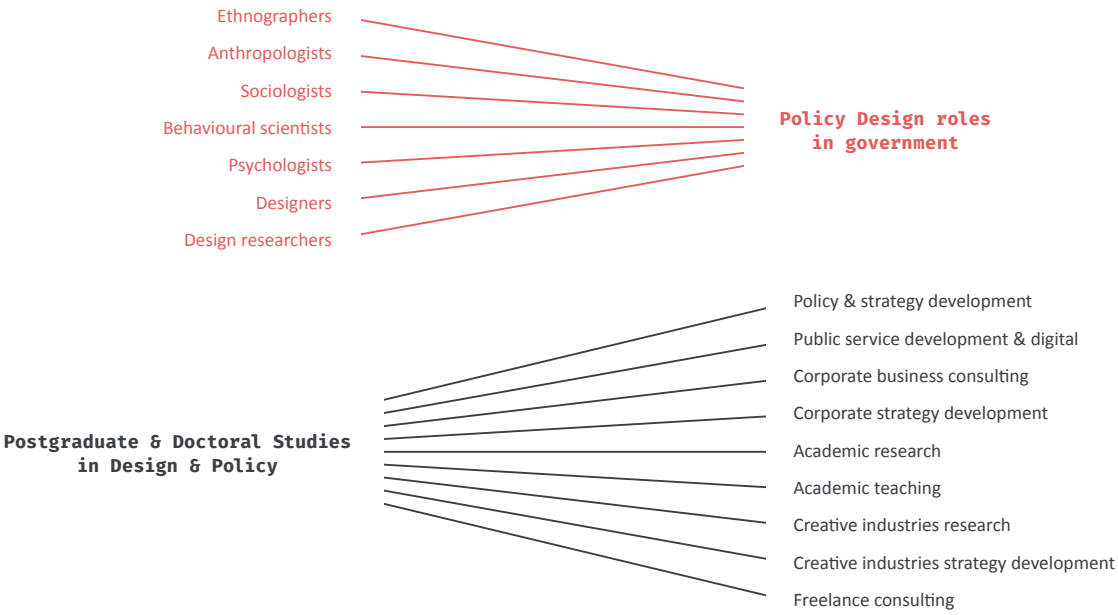 Ethnographers
Anthropologists
Sociologists
Behavioural scientists
Psychologists
Designers
Design researchers
Policy Design roles
in government
Postgraduate & Doctoral Studies
in Design & Policy
Policy & strategy development
Public service development & digital
Corporate business consulting
Corporate strategy development
Academic research
Academic teaching
Creative industries research
Creative industries strategy development
Freelance consulting